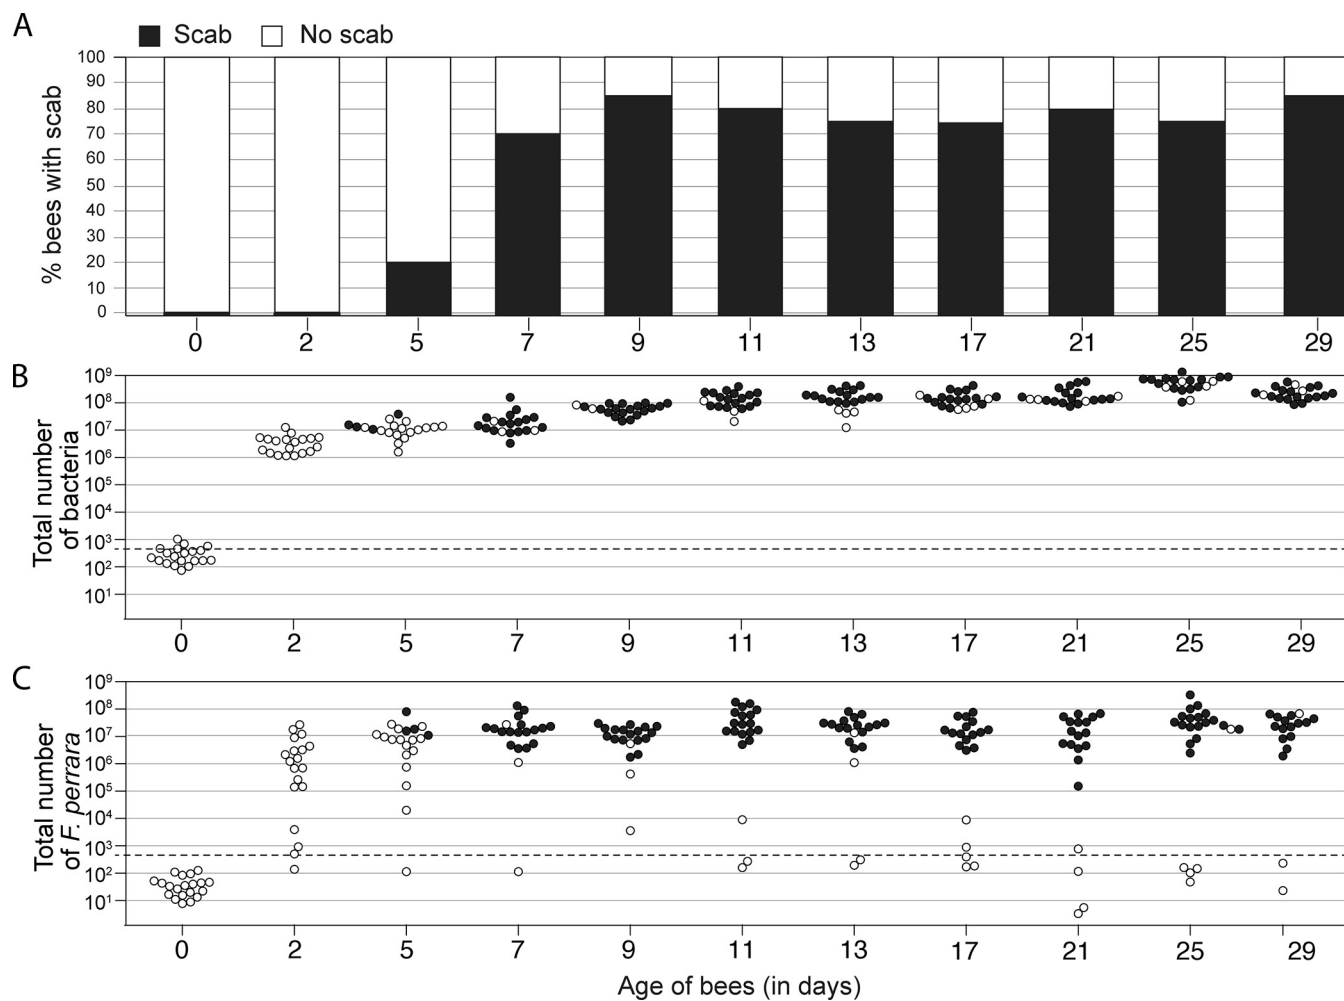 A
Scab No scab
% bees with scab
100
90
80
70
60
50
40
30
20
10
0
0 2 5 7 9 11 13 17 21 25 29
B
Total number
of bacteria
10⁹
10⁸
10⁷
10⁶
10⁵
10⁴
10³
10²
10¹
0 2 5 7 9 11 13 17 21 25 29
C
Total number
of F. perrara
10⁹
10⁸
10⁷
10⁶
10⁵
10⁴
10³
10²
10¹
0 2 5 7 9 11 13 17 21 25 29
Age of bees (in days)